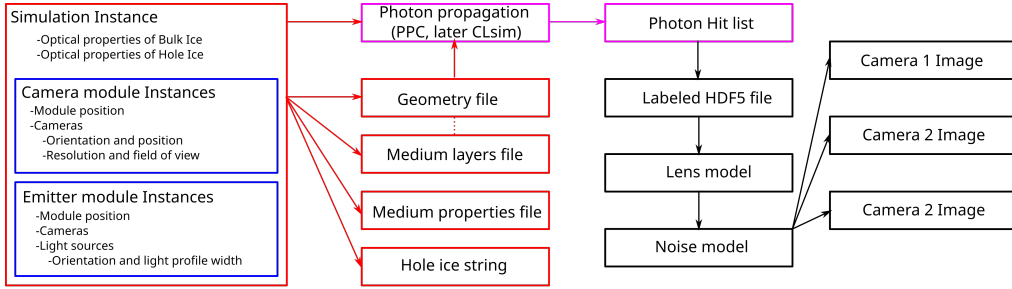 Simulation Instance
-Optical properties of Bulk Ice
-Optical properties of Hole Ice
Camera module Instances
-Module position
-Cameras
-Orientation and position
-Resolution and field of view
Emitter module Instances
-Module position
-Cameras
-Light sources
-Orientation and light profile width
Photon propagation
(PPC, later CLsim)
Geometry file
Medium layers file
Medium properties file
Hole ice string
Photon Hit list
Labeled HDF5 file
Lens model
Noise model
Camera 1 Image
Camera 2 Image
Camera 2 Image